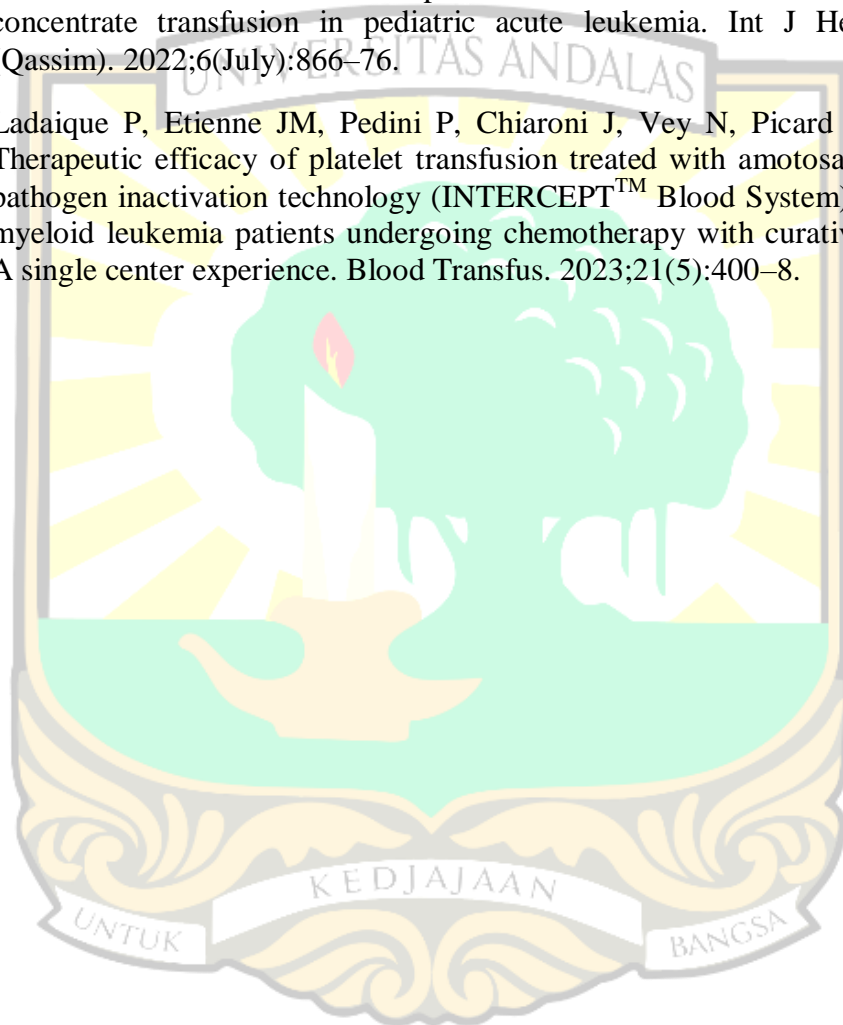 concentrate transfusion in pediatric acute leukemia. Int J He
Qassim). 2022;6(July):866–76.
Ladaique P, Etienne JM, Pedini P, Chiaroni J, Vey N, Picard
Therapeutic efficacy of platelet transfusion treated with amotosa
pathogen inactivation technology (INTERCEPT™ Blood System)
myeloid leukemia patients undergoing chemotherapy with curativ
A single center experience. Blood Transfus. 2023;21(5):400–8.
UNIVERSITAS ANDALAS
KEDJAJAAN
UNTUK
BANGSA